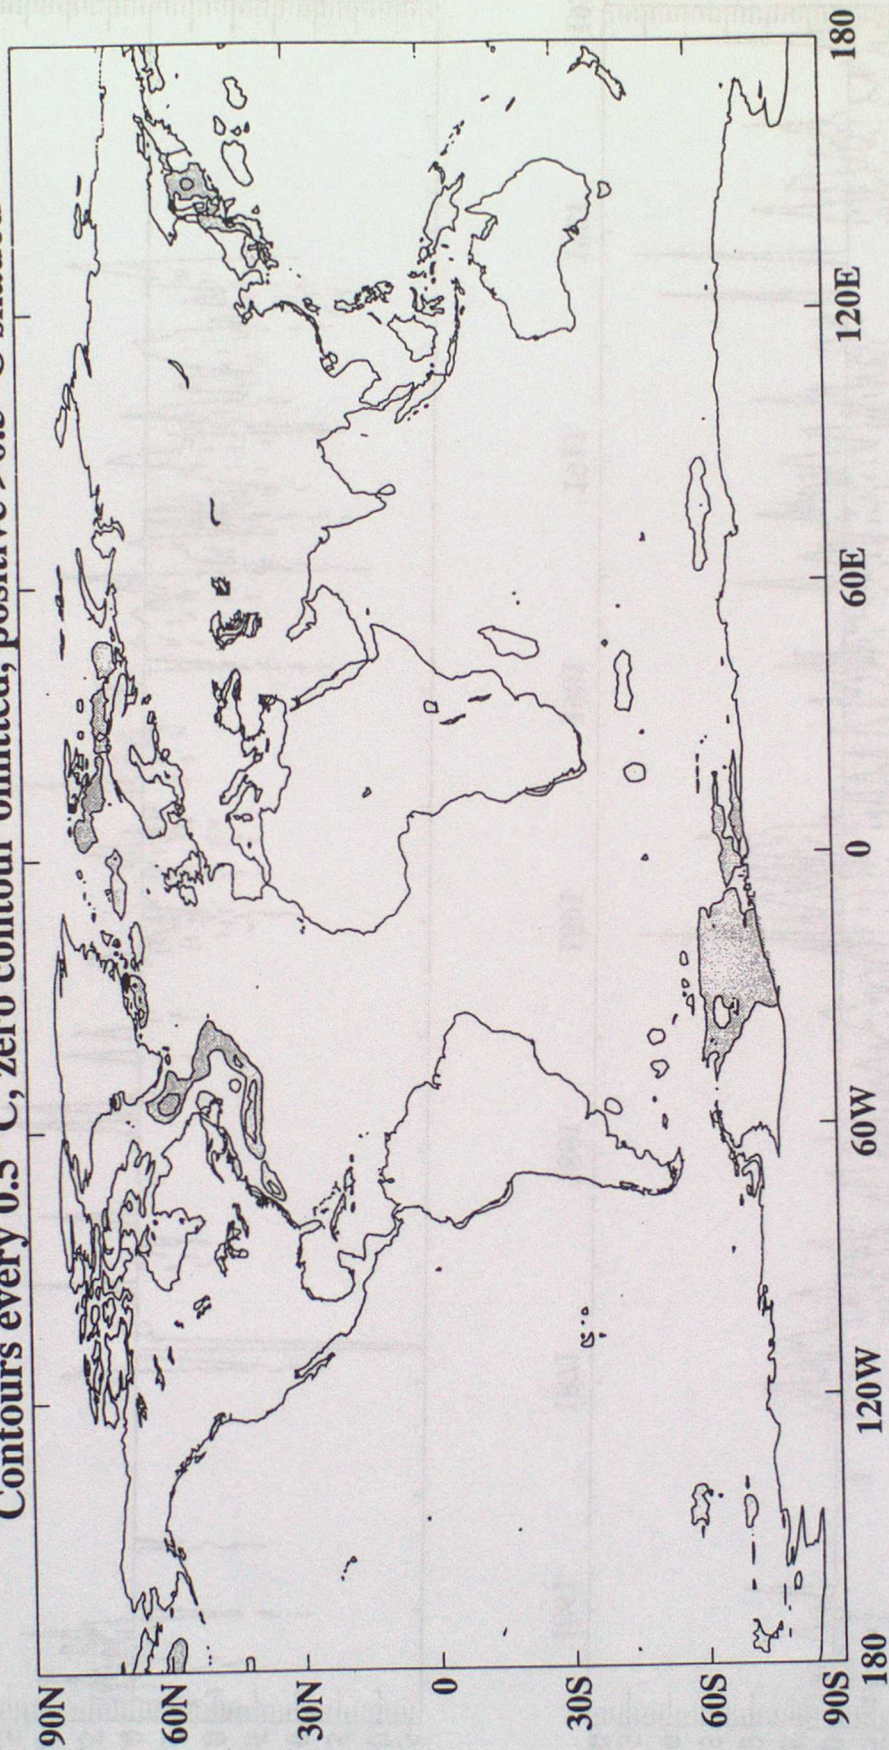 Contours every 0.5 °C, zero contour omitted, positive >0.5 °C shaded
90N
60N
30N
0
30S
60S
90S
180
120W
60W
0
60E
120E
180